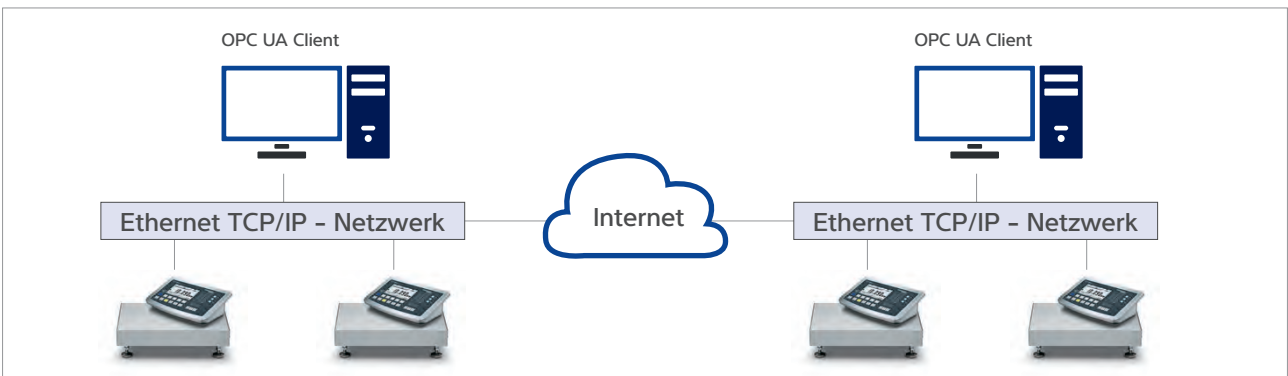 OPC UA Client
OPC UA Client
Ethernet TCP/IP – Netzwerk
Internet
Ethernet TCP/IP – Netzwerk